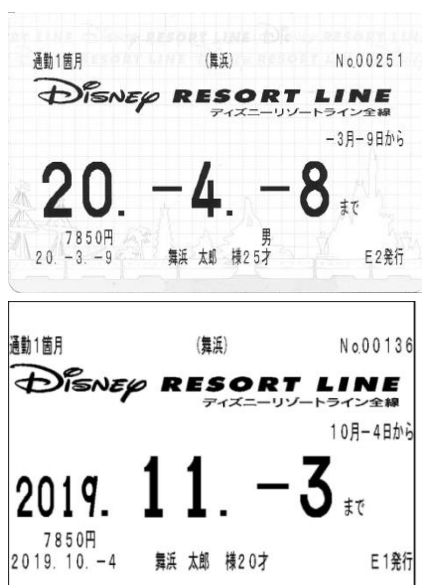 通勤1箇月 (舞浜) No.00251
Disney RESORT LINE
ディズニーリゾートライン全線
-3月-9日から
20. -4. -8 まで
7850円 男
20. -3. -9 舞浜 太郎 様25才 E2発行
通勤1箇月 (舞浜) No.00136
Disney RESORT LINE
ディズニーリゾートライン全線
10月-4日から
2019. 11. -3 まで
7850円
2019. 10. -4 舞浜 太郎 様20才 E1発行